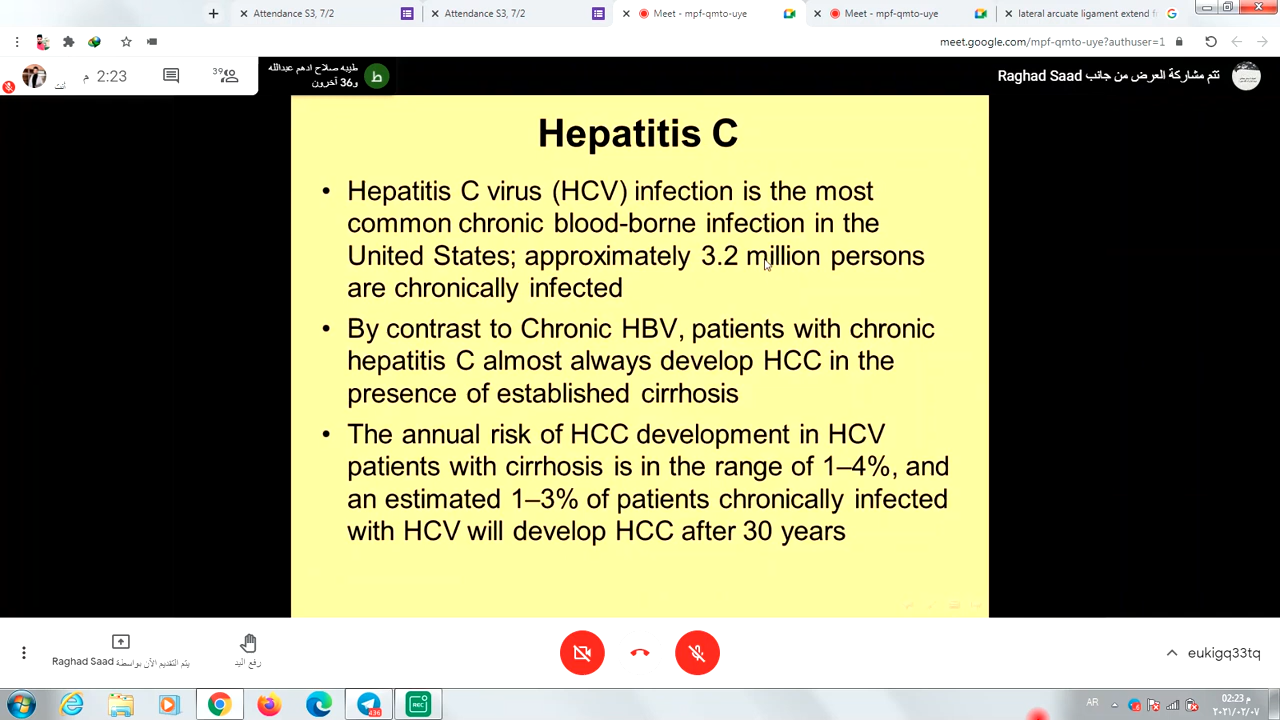 Attendance S3, 7/2
Attendance S3, 7/2
Meet - mpf-qmto-uye
Meet - mpf-qmto-uye
lateral arcuate ligament extend f
meet.google.com/mpf-qmto-uye?authuser=1
2:23 م
39
أنت
طيبه صلاح ادهم عبدالله
و36 آخرون
ط
تتم مشاركة العرض من جانب Raghad Saad
Hepatitis C
• Hepatitis C virus (HCV) infection is the most
common chronic blood-borne infection in the
United States; approximately 3.2 million persons
are chronically infected
• By contrast to Chronic HBV, patients with chronic
hepatitis C almost always develop HCC in the
presence of established cirrhosis
• The annual risk of HCC development in HCV
patients with cirrhosis is in the range of 1–4%, and
an estimated 1–3% of patients chronically infected
with HCV will develop HCC after 30 years
يتم التقديم الآن بواسطة Raghad Saad
رفع اليد
eukigq33tq
436
REC
AR
02:23 م
٢٠٢١/٠٢/٠٧